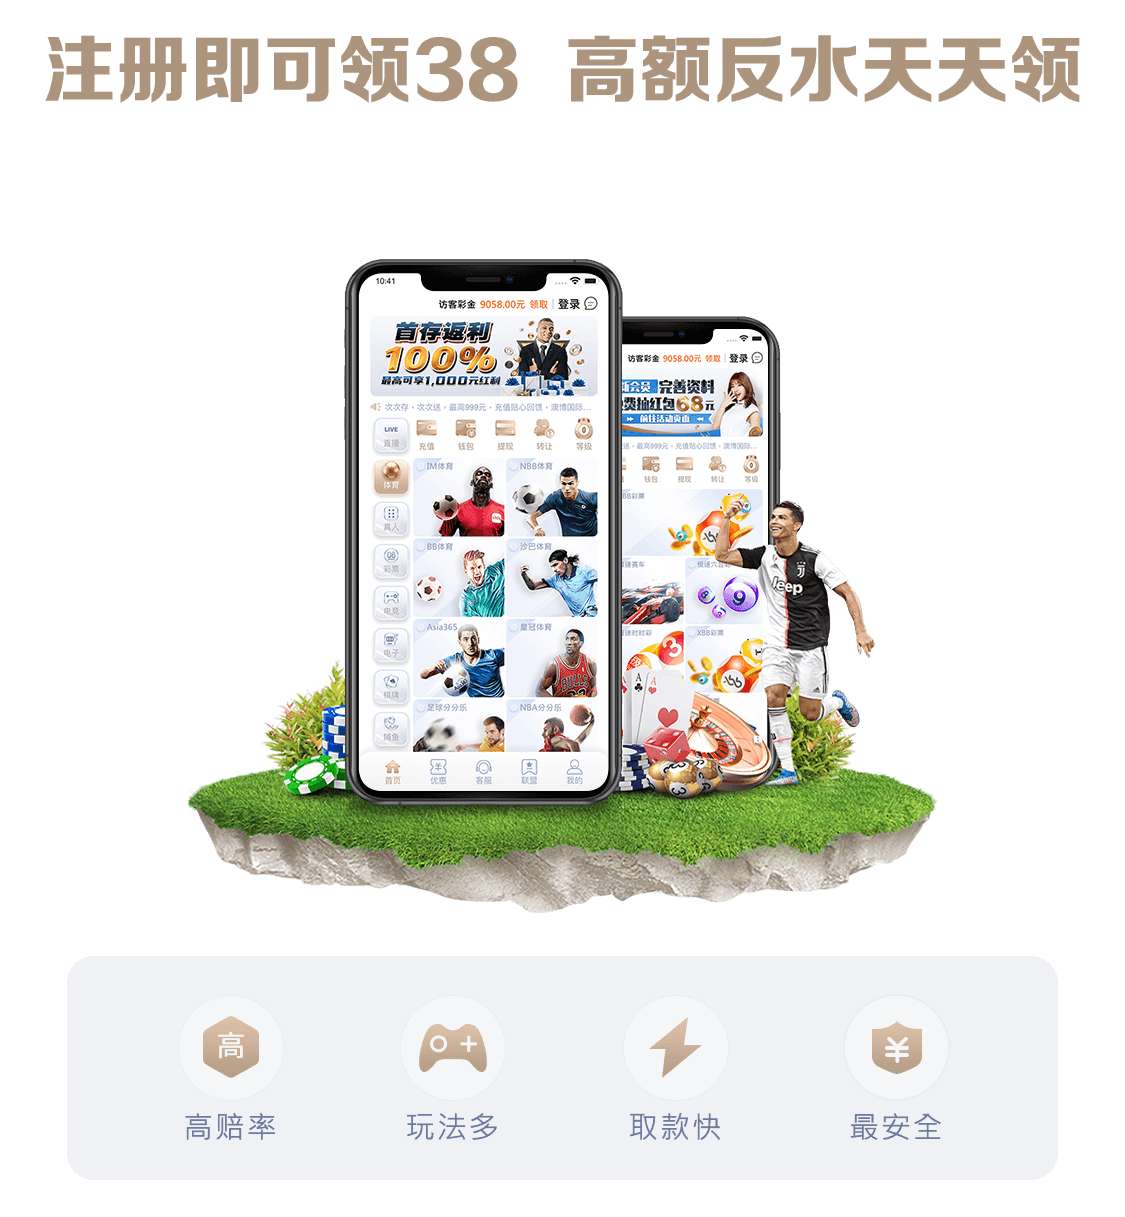 注册即可领38 高额反水天天领
10:41
访客彩金 9058.00元 领取 登录
首存返利
100%
最高可享1,000元红利
次次存·次次送·最高999元·充值贴心回馈·澳博国际...
充值 钱包 提现 转让 等级
LIVE
直播
体育
真人
彩票
电竞
电子
棋牌
捕鱼
IM体育
NBB体育
BB体育
沙巴体育
Asia365
皇冠体育
足球分分乐
NBA分分乐
BULLS
首页 优惠 客服 联盟 我的
访客彩金 9058.00元 领取 登录
新会员 完善资料
免费抽红包68元
前往活动页面
送·最高999元·充值贴心回馈·澳博国际...
钱包 提现 转让 等级
BB彩票
极速赛车
极速六合彩
9
极速时时彩
XBB彩票
3
A A
Jeep
高
高赔率
玩法多
取款快
¥
最安全